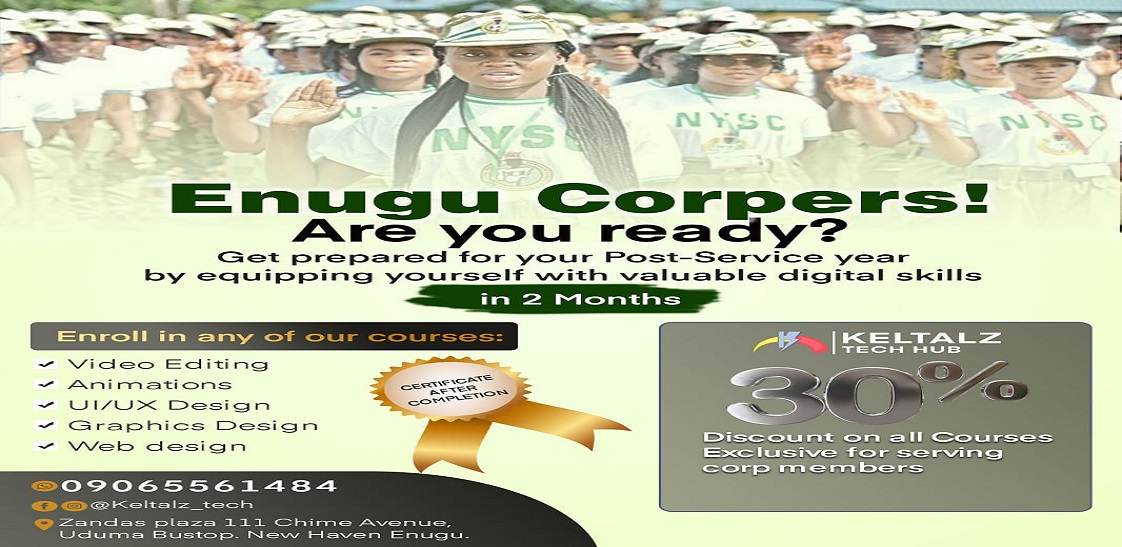 NYSC
NYSC
NYSC
Enugu Corpers!
Are you ready?
Get prepared for your Post-Service year
by equipping yourself with valuable digital skills
in 2 Months
Enroll in any of our courses:
Video Editing
Animations
UI/UX Design
Graphics Design
Web design
CERTIFICATE
AFTER
COMPLETION
KELTALZ
TECH HUB
30%
Discount on all Courses
Exclusive for serving
corp members
09065561484
@Keltalz_tech
Zandas plaza 111 Chime Avenue,
Uduma Bustop. New Haven Enugu.